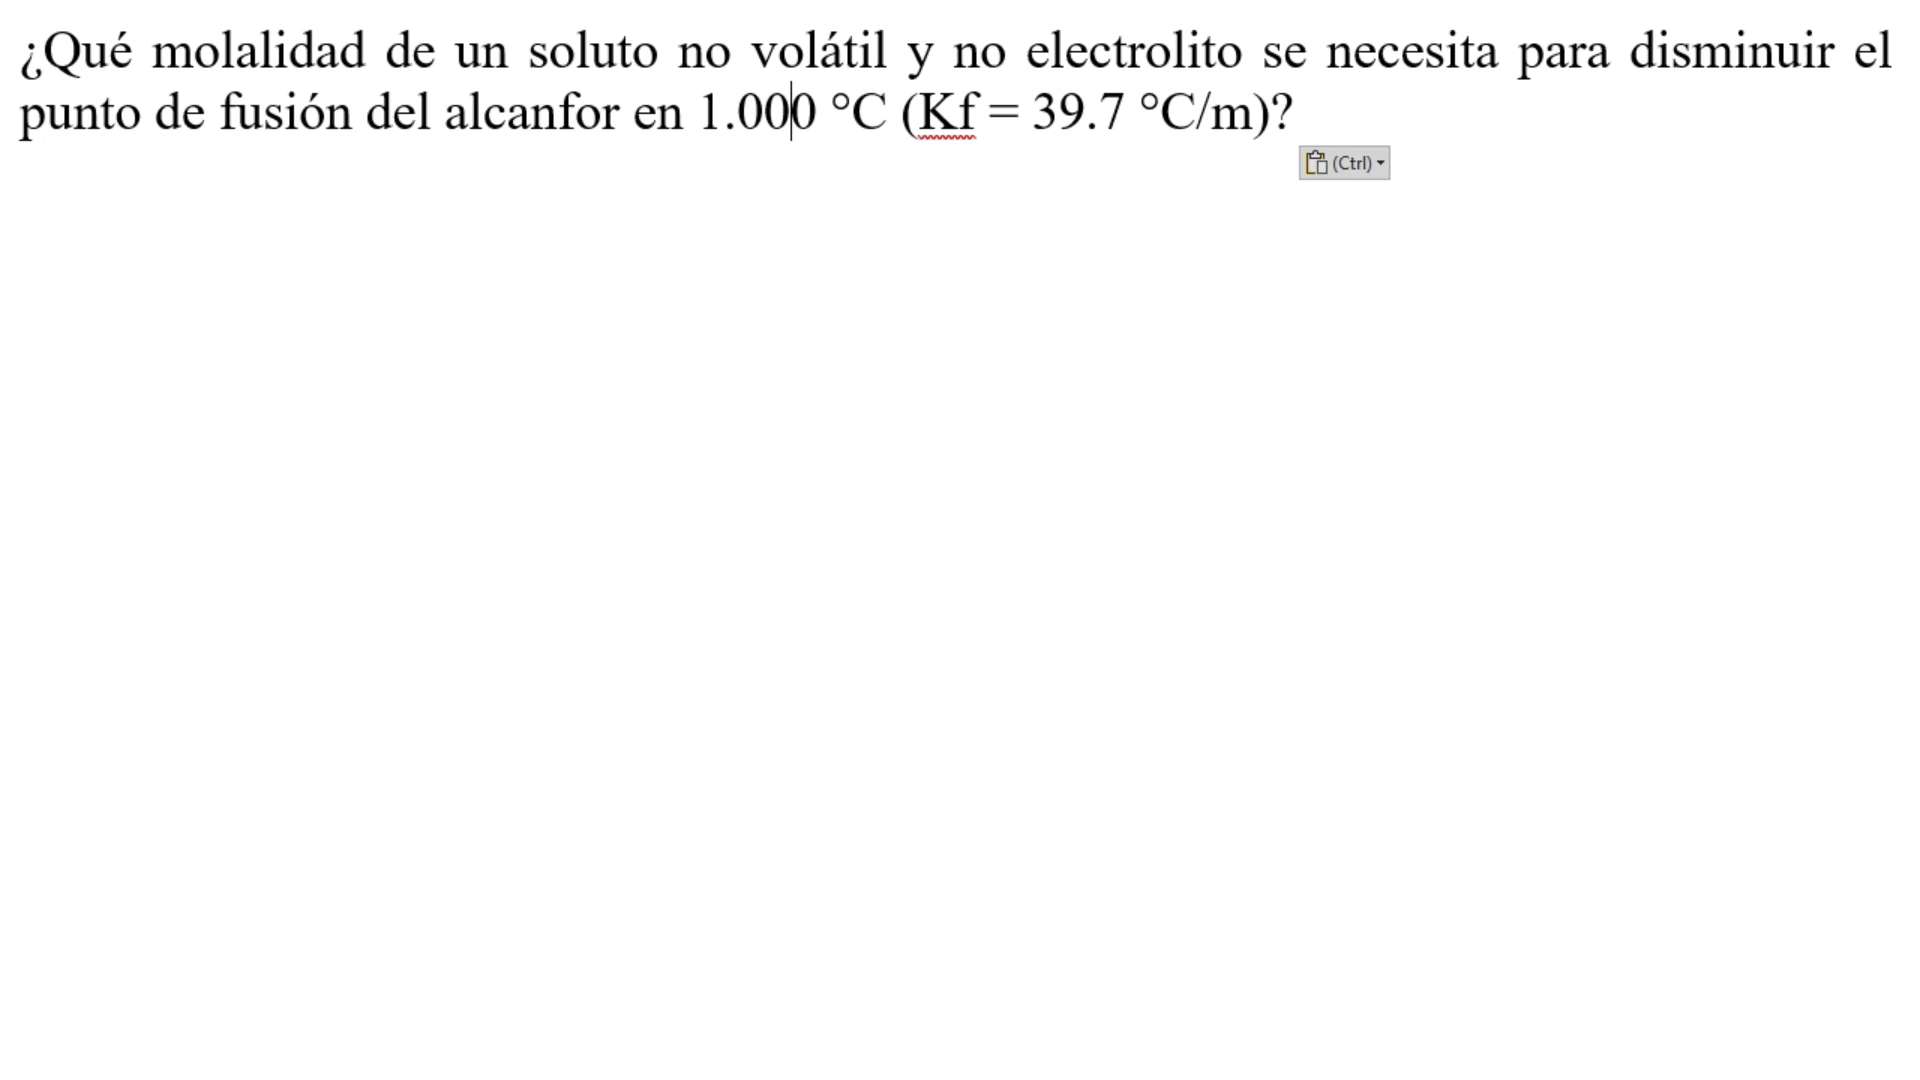 ¿Qué molalidad de un soluto no volátil y no electrolito se necesita para disminuir el
punto de fusión del alcanfor en 1.000 °C (Kf = 39.7 °C/m)?
(Ctrl)